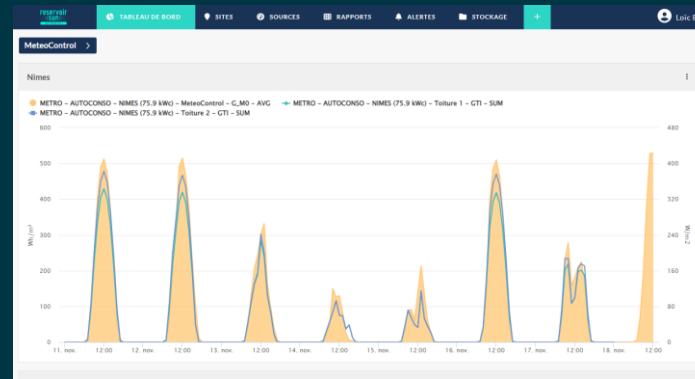 reservoir
sun
TABLEAU DE BORD SITES SOURCES RAPPORTS ALERTES STOCKAGE + Loïc
MeteoControl >
Nimes
METRO - AUTOCONSO - NIMES (75.9 kWc) - MeteoControl - G_M0 - AVG METRO - AUTOCONSO - NIMES (75.9 kWc) - Toiture 1 - GTI - SUM
METRO - AUTOCONSO - NIMES (75.9 kWc) - Toiture 2 - GTI - SUM
600 480
500 400
400 320
300 240
Wh/m² W/m2
200 160
100 80
0 0
11. nov. 12:00 12. nov. 12:00 13. nov. 12:00 14. nov. 12:00 15. nov. 12:00 16. nov. 12:00 17. nov. 12:00 18. nov. 12:00